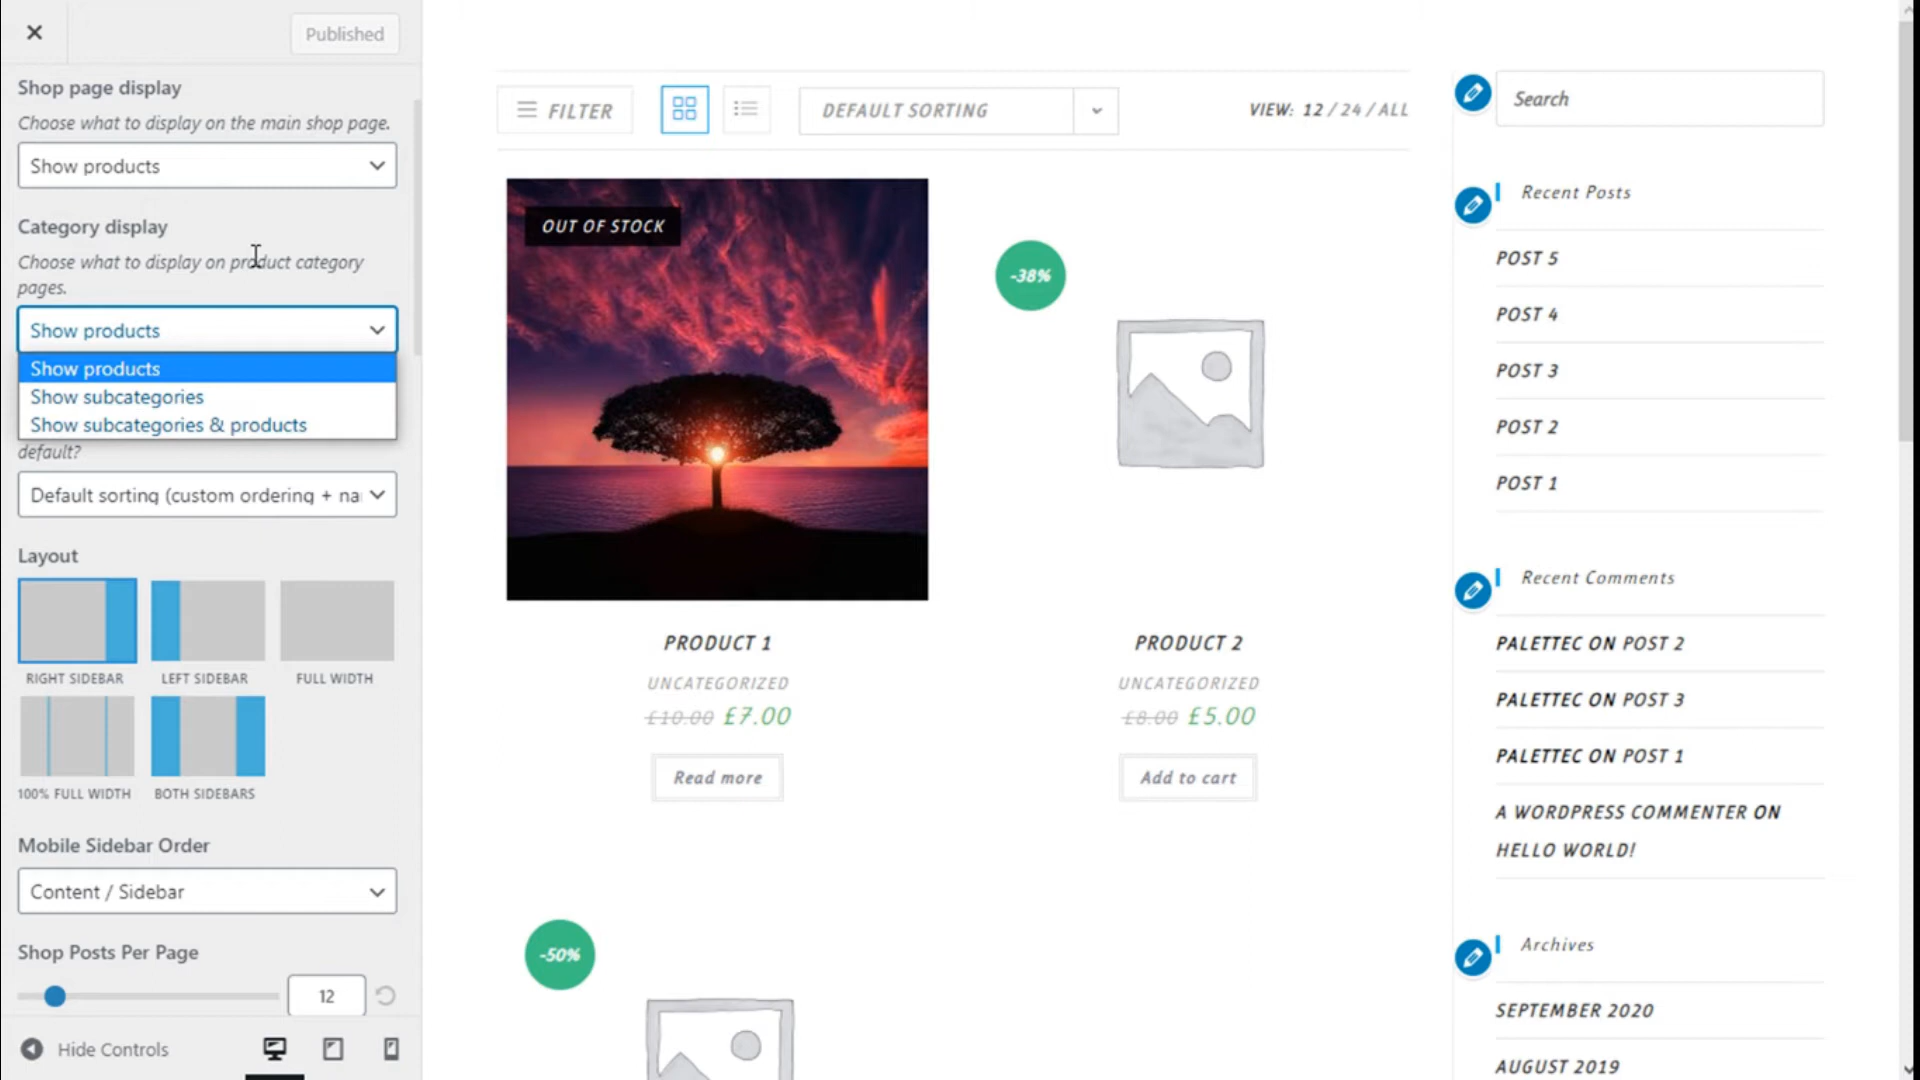 Published
Shop page display
Choose what to display on the main shop page.
Show products
Category display
Choose what to display on product category
pages.
Show products
Show products
Show subcategories
Show subcategories & products
default?
Default sorting (custom ordering + na
Layout
RIGHT SIDEBAR
LEFT SIDEBAR
FULL WIDTH
100% FULL WIDTH
BOTH SIDEBARS
Mobile Sidebar Order
Content / Sidebar
Shop Posts Per Page
12
Hide Controls
FILTER
DEFAULT SORTING
VIEW: 12 / 24 / ALL
OUT OF STOCK
PRODUCT 1
UNCATEGORIZED
£10.00 £7.00
Read more
-38%
PRODUCT 2
UNCATEGORIZED
£8.00 £5.00
Add to cart
-50%
Search
Recent Posts
POST 5
POST 4
POST 3
POST 2
POST 1
Recent Comments
PALETTEC ON POST 2
PALETTEC ON POST 3
PALETTEC ON POST 1
A WORDPRESS COMMENTER ON
HELLO WORLD!
Archives
SEPTEMBER 2020
AUGUST 2019